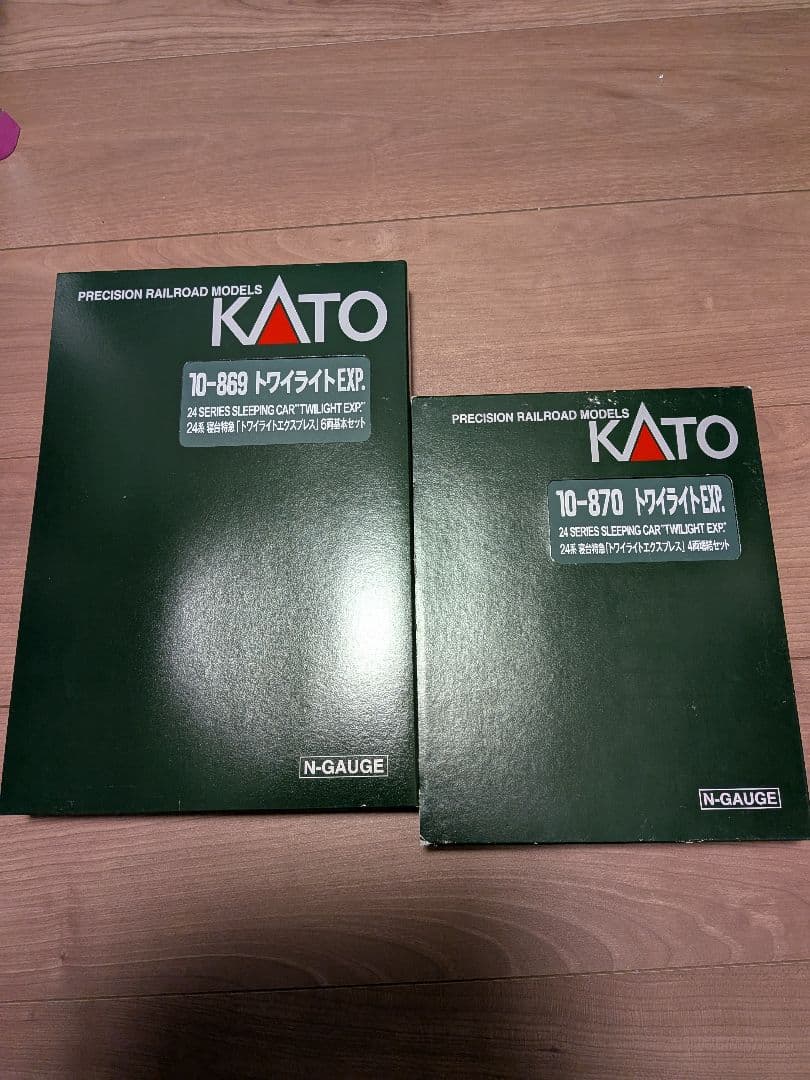 PRECISION RAILROAD MODELS
KATO
10-869 トワイライトEXP.
24 SERIES SLEEPING CAR"TWILIGHT EXP."
24系 寝台特急「トワイライトエクスプレス」6両基本セット
N-GAUGE
PRECISION RAILROAD MODELS
KATO
10-870 トワイライトEXP.
24 SERIES SLEEPING CAR"TWILIGHT EXP."
24系 寝台特急「トワイライトエクスプレス」4両増結セット
N-GAUGE